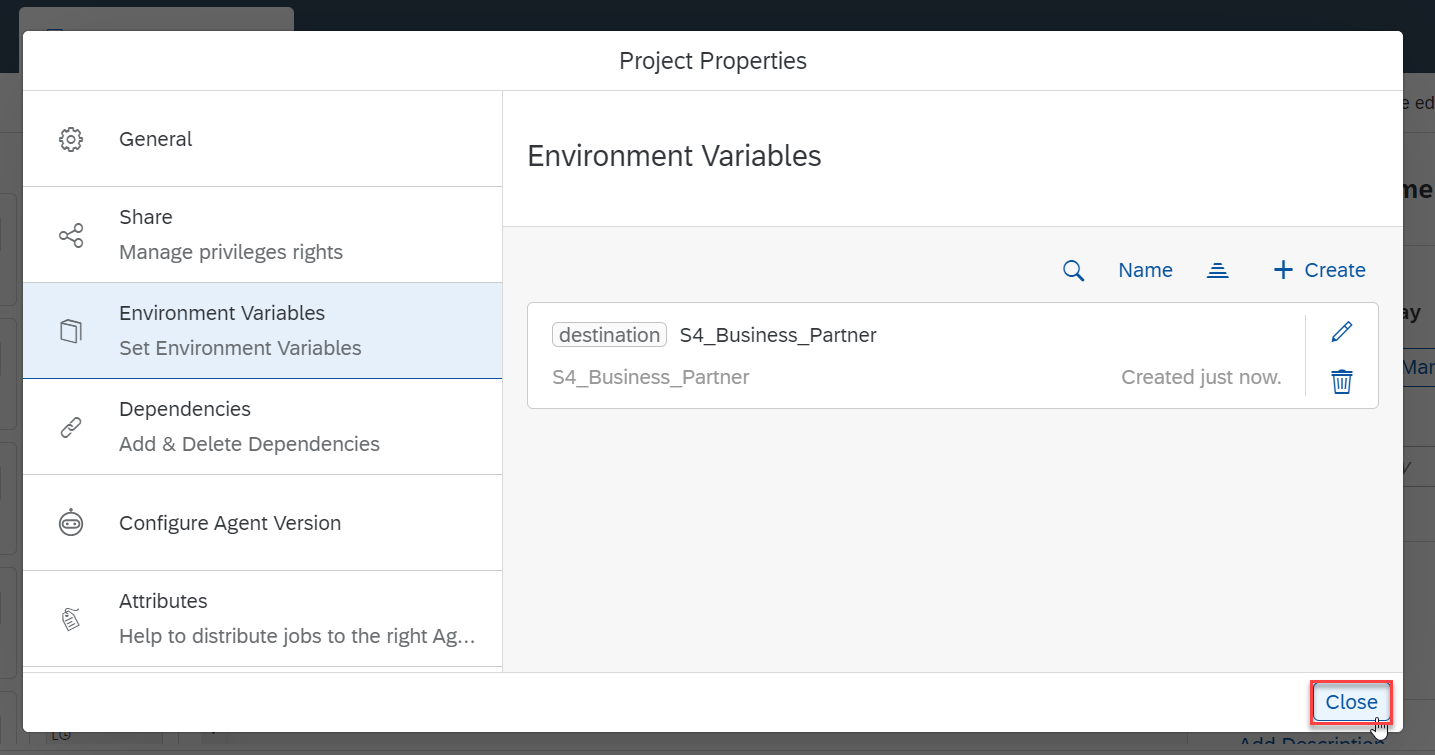 Project Properties
General
Share
Manage privileges rights
Environment Variables
Set Environment Variables
Dependencies
Add & Delete Dependencies
Configure Agent Version
Attributes
Help to distribute jobs to the right Ag...
Environment Variables
Name
Create
destination S4_Business_Partner
S4_Business_Partner Created just now.
Close